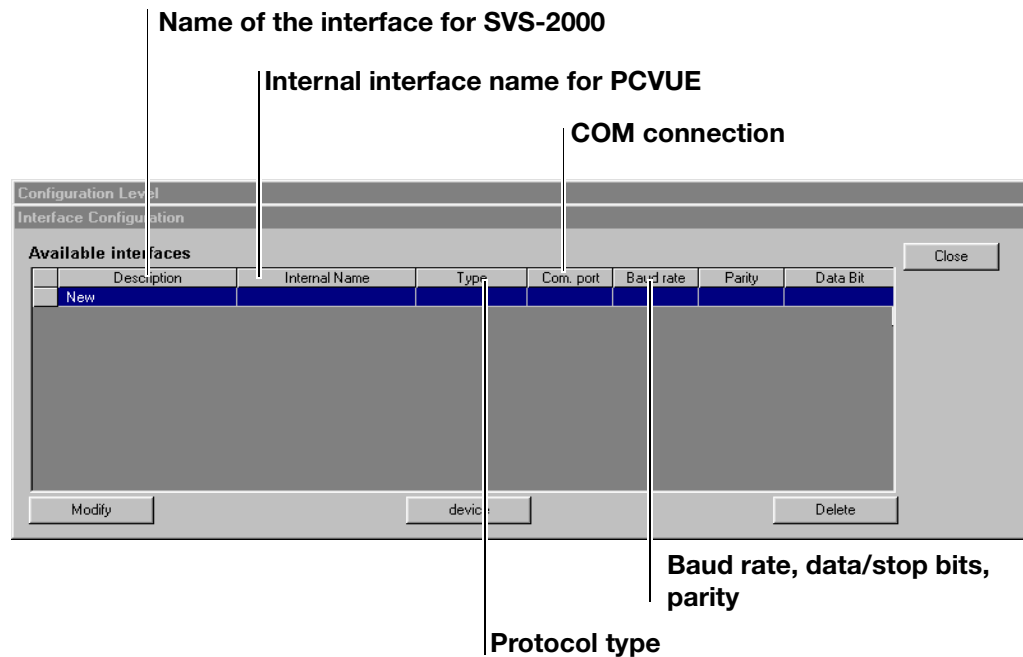 Name of the interface for SVS-2000
Internal interface name for PCVUE
COM connection
Configuration Level
Interface Configuration
Available interfaces
Close
Description Internal Name Type Com. port Baud rate Parity Data Bit
New
Modify device Delete
Baud rate, data/stop bits,
parity
Protocol type